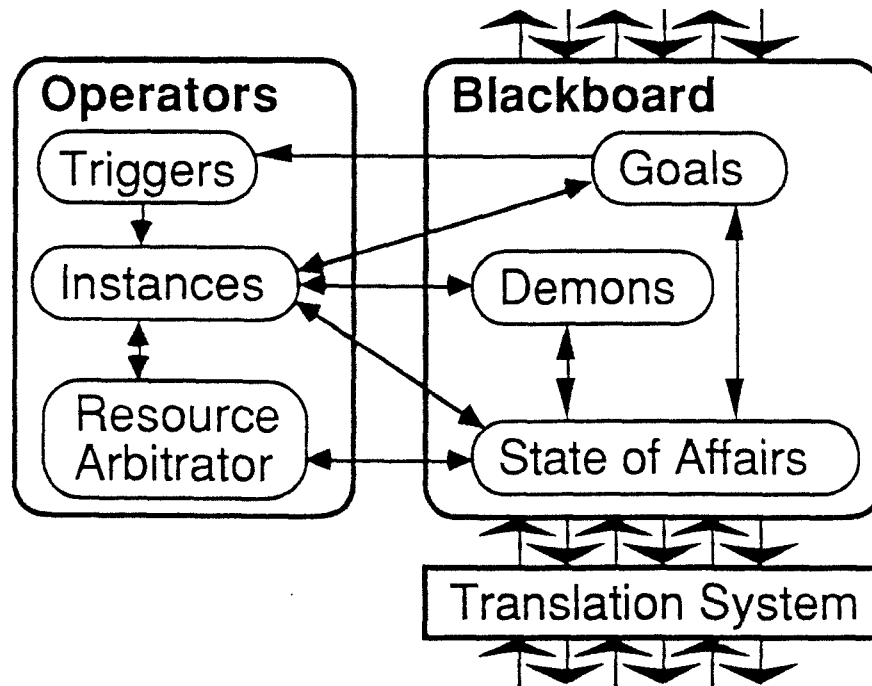 Operators
Triggers
Instances
Resource
Arbitrator
Blackboard
Goals
Demons
State of Affairs
Translation System